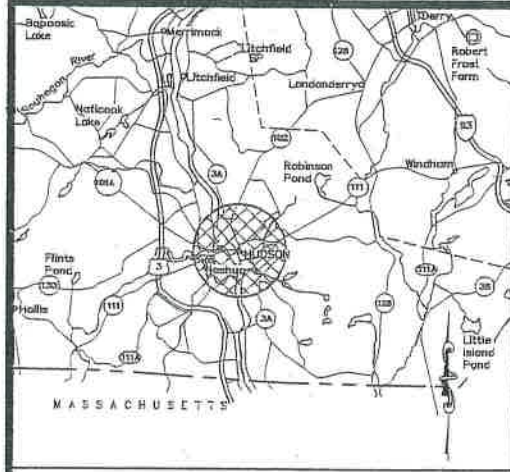 Baboosic
Lake
Merrimack
Derry
Litchfield
128
Robert
Frost
Farm
Souhegan River
Litchfield
Londonderry
Naticook
Lake
93
102
3A
Robinson
Pond
Windham
101A
111
HUDSON
Flints
Pond
3
Nashua
111A
130
38
111
128
Hollis
3A
Little
Island
Pond
111A
MASSACHUSETTS